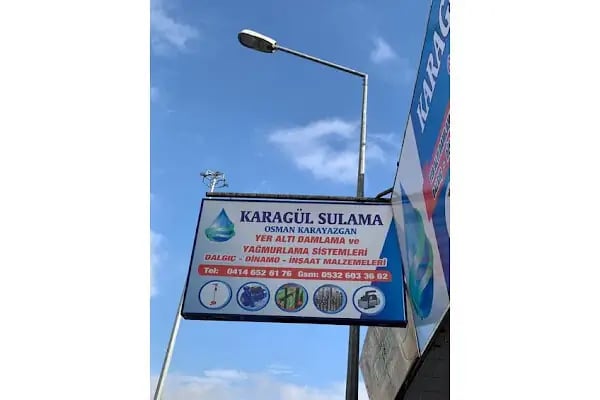 KARAGÜL SULAMA
OSMAN KARAYAZGAN
YER ALTI DAMLAMA ve
YAĞMURLAMA SİSTEMLERİ
DALGIÇ - DİNAMO - İNŞAAT MALZEMELERİ
Tel: 0414 652 61 76 Gsm: 0532 603 36 62
KARAG